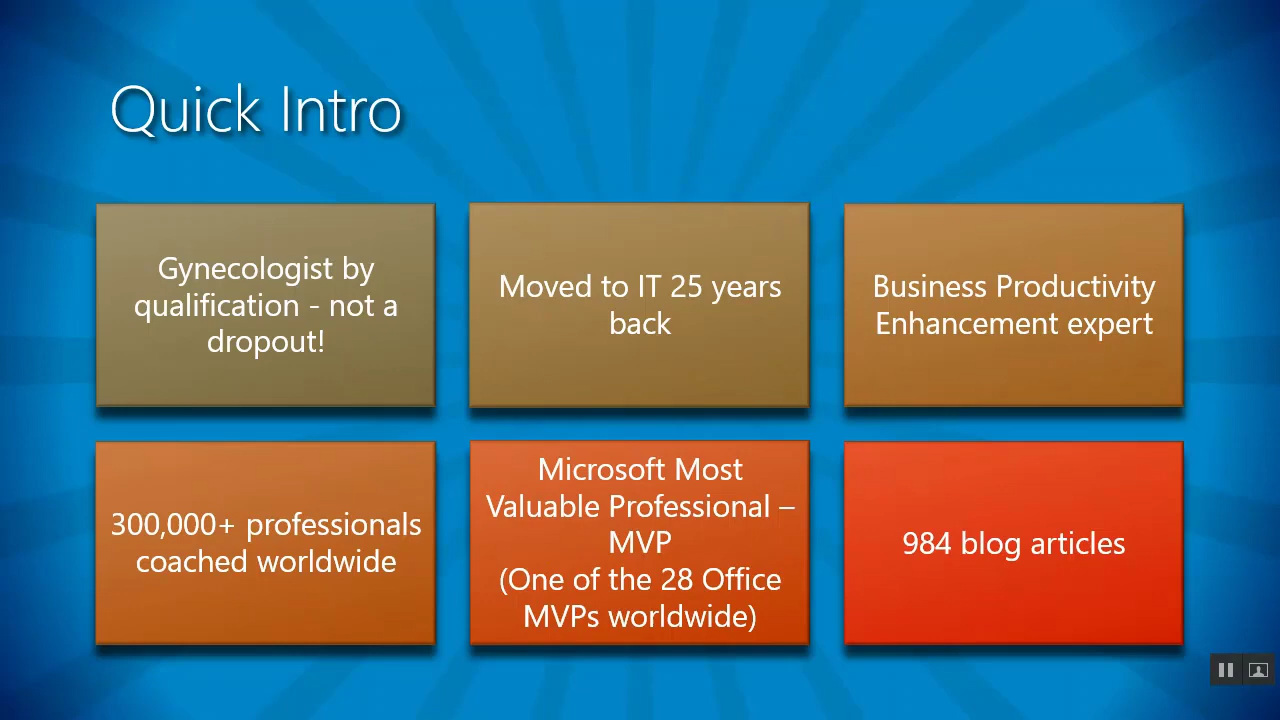 Quick Intro
Gynecologist by
qualification - not a
dropout!
Moved to IT 25 years
back
Business Productivity
Enhancement expert
300,000+ professionals
coached worldwide
Microsoft Most
Valuable Professional –
MVP
(One of the 28 Office
MVPs worldwide)
984 blog articles